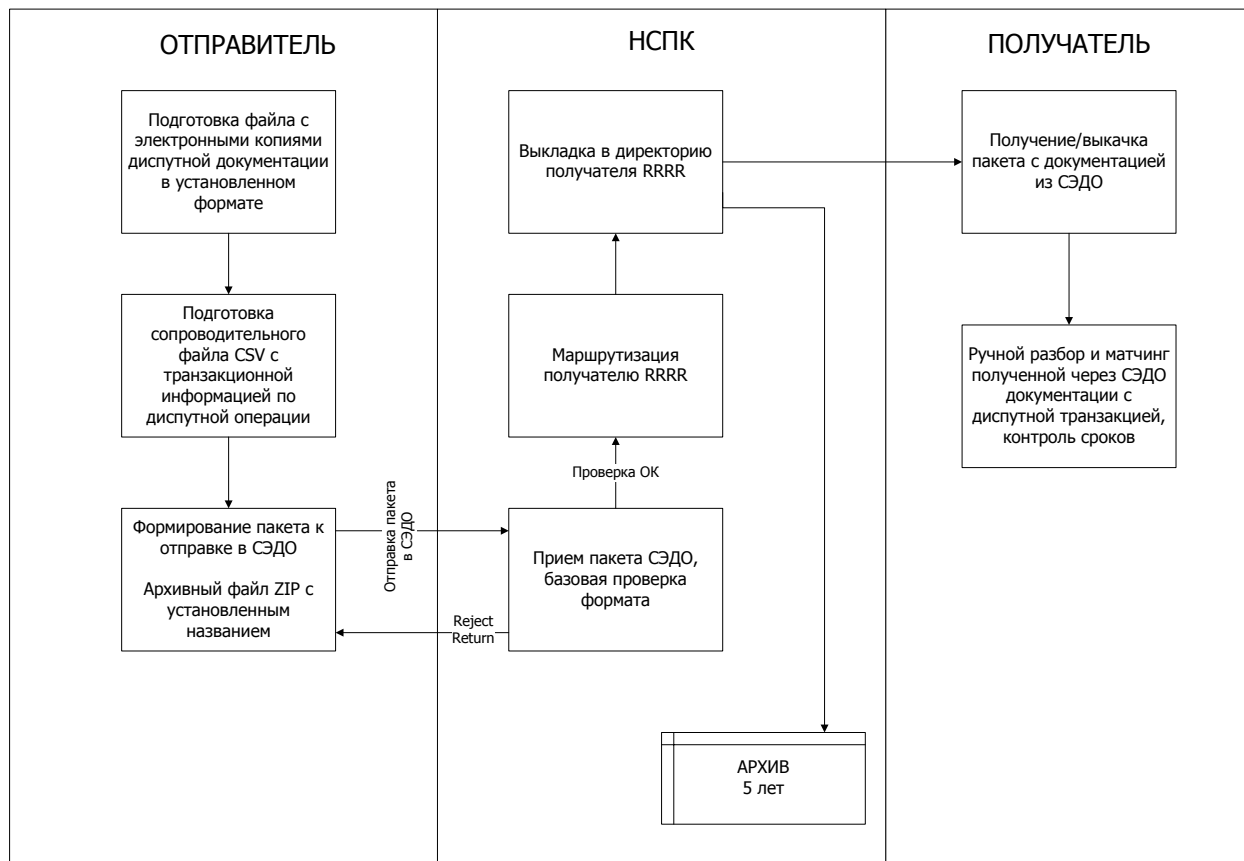 ОТПРАВИТЕЛЬ
Подготовка файла с
электронными копиями
диспутной документации
в установленном
формате
Подготовка
сопроводительного
файла CSV с
транзакционной
информацией по
диспутной операции
Формирование пакета к
отправке в СЭДО
Архивный файл ZIP с
установленным
названием
Отправка пакета
в СЭДО
Reject
Return
НСПК
Выкладка в директорию
получателя RRRR
Маршрутизация
получателю RRRR
Проверка ОК
Прием пакета СЭДО,
базовая проверка
формата
АРХИВ
5 лет
ПОЛУЧАТЕЛЬ
Получение/выкачка
пакета с документацией
из СЭДО
Ручной разбор и матчинг
полученной через СЭДО
документации с
диспутной транзакцией,
контроль сроков